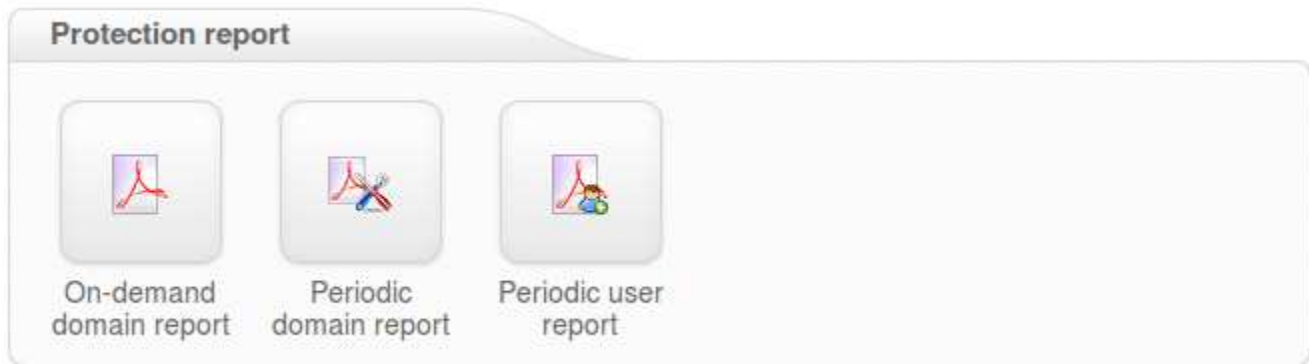 Protection report
On-demand
domain report
Periodic
domain report
Periodic user
report